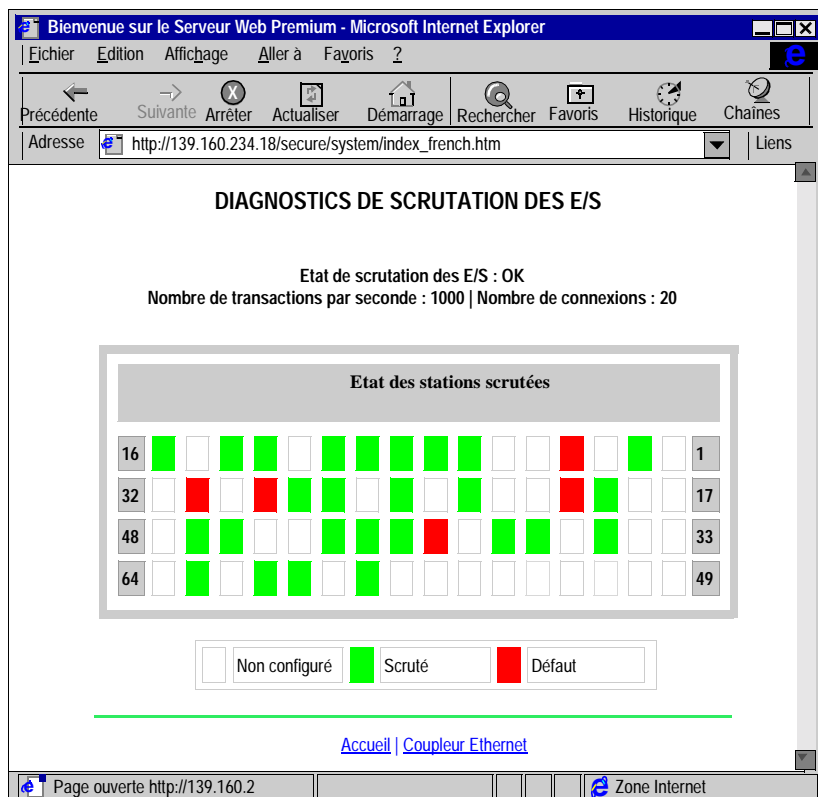 Bienvenue sur le Serveur Web Premium - Microsoft Internet Explorer
Fichier Edition Affichage Aller à Favoris ?
Précédente Suivante Arrêter Actualiser Démarrage Rechercher Favoris Historique Chaînes
Adresse http://139.160.234.18/secure/system/index_french.htm Liens
DIAGNOSTICS DE SCRUTATION DES E/S
Etat de scrutation des E/S : OK
Nombre de transactions par seconde : 1000 | Nombre de connexions : 20
Etat des stations scrutées
16 1
32 17
48 33
64 49
Non configuré Scruté Défaut
Accueil | Coupleur Ethernet
Page ouverte http://139.160.2 Zone Internet